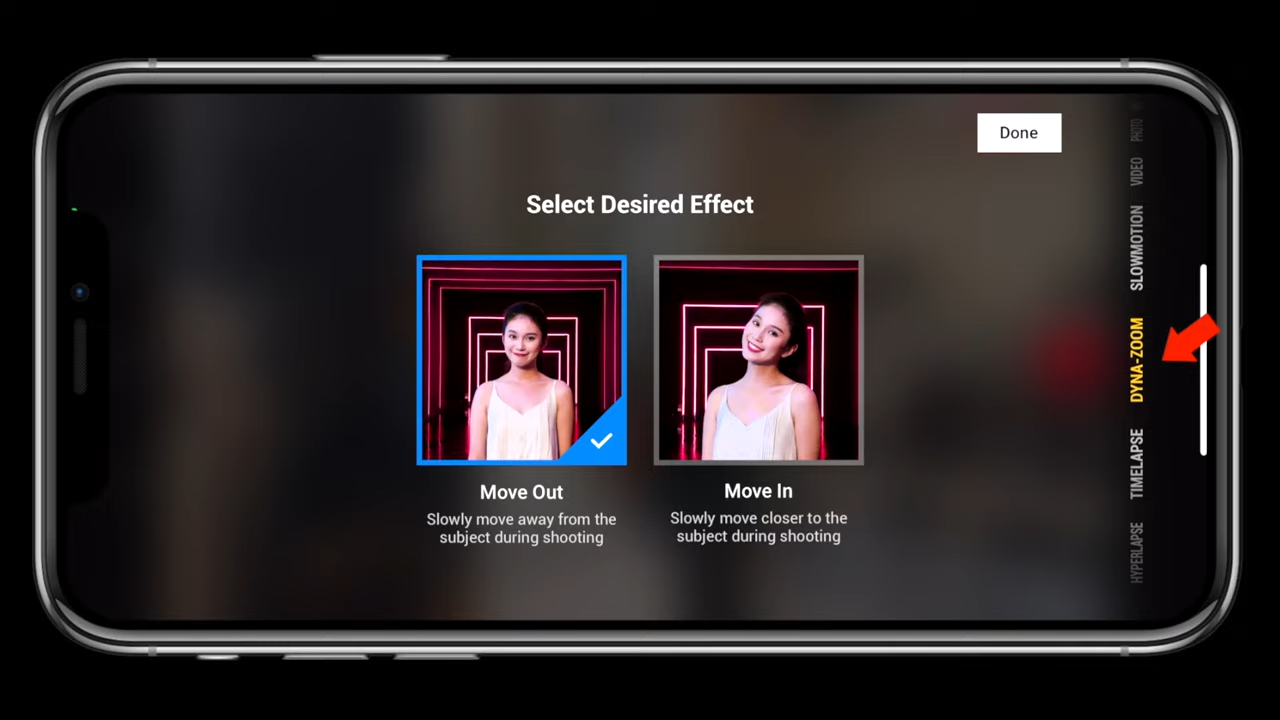 Done
Select Desired Effect
Move Out
Slowly move away from the
subject during shooting
Move In
Slowly move closer to the
subject during shooting
PHOTO
VIDEO
SLOWMOTION
DYNA-ZOOM
TIMELAPSE
HYPERLAPSE